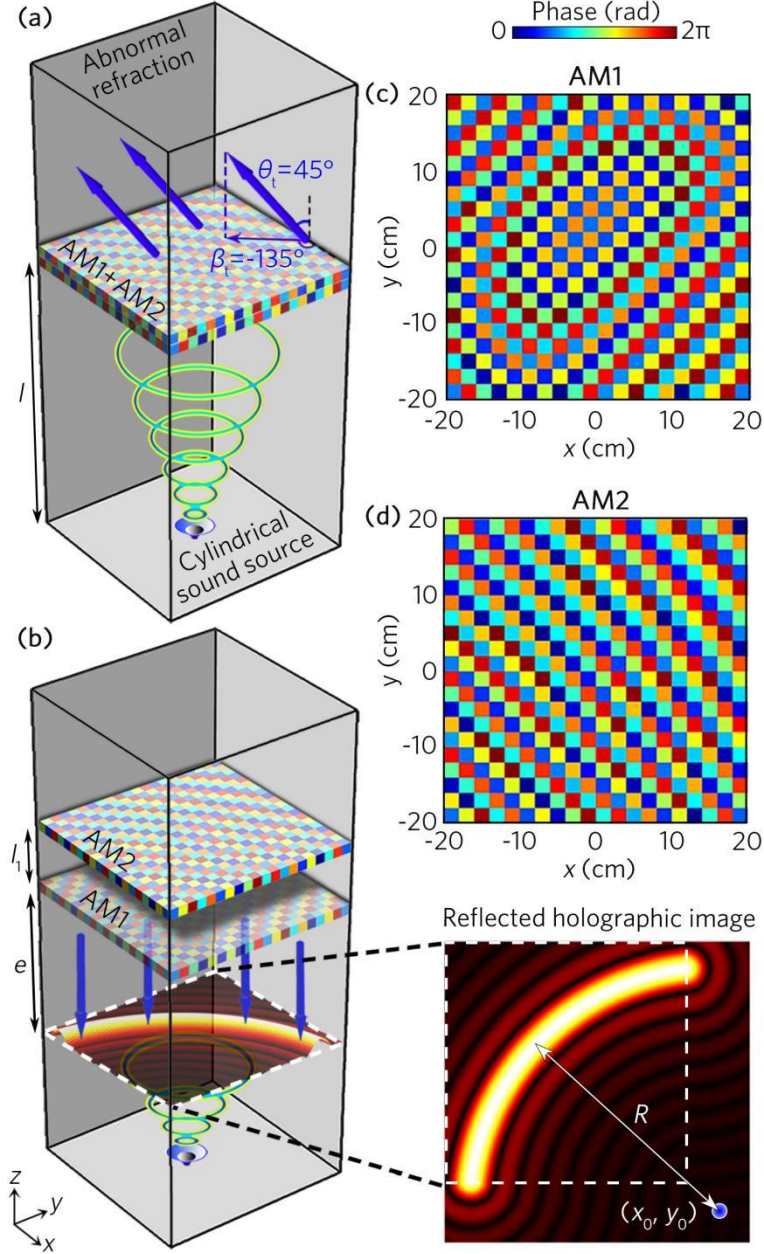 (a)
Abnormal
refraction
θt=45°
βt=-135°
AM1+AM2
l
Cylindrical
sound source
Phase (rad)
0 2π
(c) AM1
20
10
0
-10
-20
y (cm)
-20 -10 0 10 20
x (cm)
(d) AM2
20
10
0
-10
-20
y (cm)
-20 -10 0 10 20
x (cm)
(b)
AM2
l1
AM1
e
z
y
x
Reflected holographic image
R
(x0, y0)